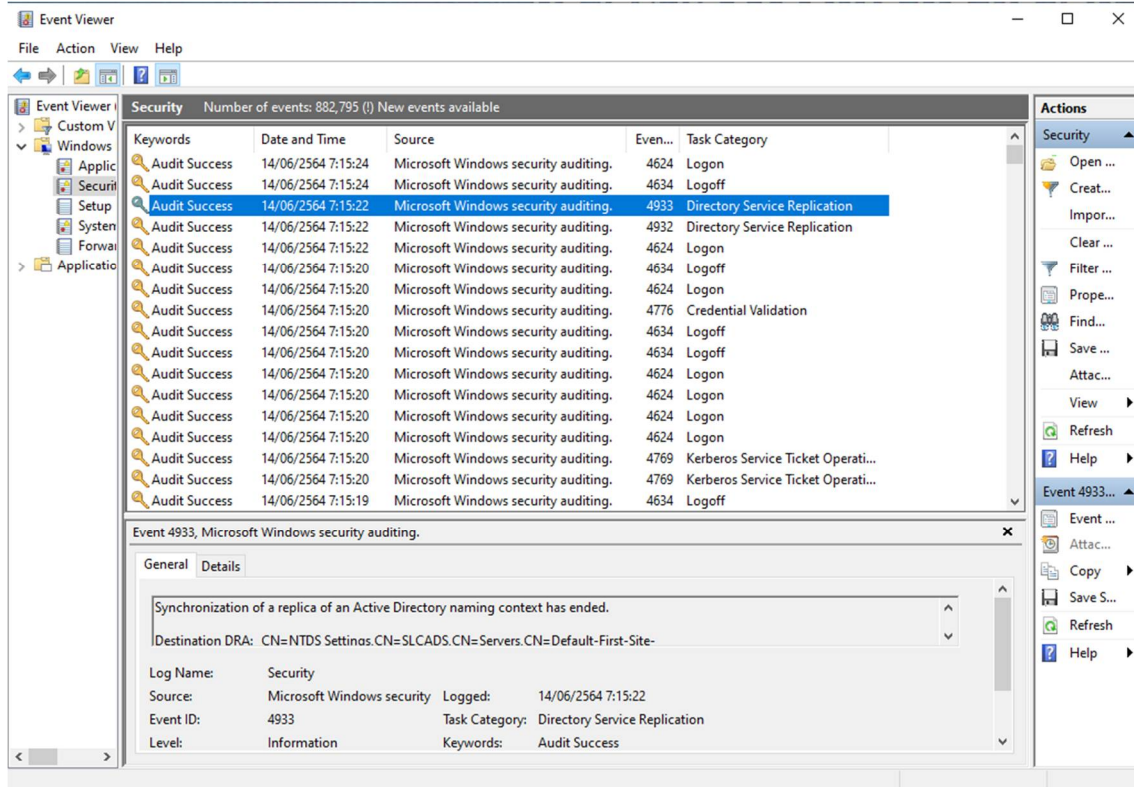 Event Viewer
File Action View Help
Event Viewer (
Custom V
Windows
Applic
Securit
Setup
System
Forwar
Applicatio
Security Number of events: 882,795 (!) New events available
Keywords Date and Time Source Even... Task Category
Audit Success 14/06/2564 7:15:24 Microsoft Windows security auditing. 4624 Logon
Audit Success 14/06/2564 7:15:24 Microsoft Windows security auditing. 4634 Logoff
Audit Success 14/06/2564 7:15:22 Microsoft Windows security auditing. 4933 Directory Service Replication
Audit Success 14/06/2564 7:15:22 Microsoft Windows security auditing. 4932 Directory Service Replication
Audit Success 14/06/2564 7:15:22 Microsoft Windows security auditing. 4624 Logon
Audit Success 14/06/2564 7:15:20 Microsoft Windows security auditing. 4634 Logoff
Audit Success 14/06/2564 7:15:20 Microsoft Windows security auditing. 4624 Logon
Audit Success 14/06/2564 7:15:20 Microsoft Windows security auditing. 4776 Credential Validation
Audit Success 14/06/2564 7:15:20 Microsoft Windows security auditing. 4634 Logoff
Audit Success 14/06/2564 7:15:20 Microsoft Windows security auditing. 4634 Logoff
Audit Success 14/06/2564 7:15:20 Microsoft Windows security auditing. 4624 Logon
Audit Success 14/06/2564 7:15:20 Microsoft Windows security auditing. 4624 Logon
Audit Success 14/06/2564 7:15:20 Microsoft Windows security auditing. 4624 Logon
Audit Success 14/06/2564 7:15:20 Microsoft Windows security auditing. 4624 Logon
Audit Success 14/06/2564 7:15:20 Microsoft Windows security auditing. 4769 Kerberos Service Ticket Operati...
Audit Success 14/06/2564 7:15:20 Microsoft Windows security auditing. 4769 Kerberos Service Ticket Operati...
Audit Success 14/06/2564 7:15:19 Microsoft Windows security auditing. 4634 Logoff
Event 4933, Microsoft Windows security auditing.
General Details
Synchronization of a replica of an Active Directory naming context has ended.
Destination DRA: CN=NTDS Settings,CN=SLCADS,CN=Servers,CN=Default-First-Site-
Log Name: Security
Source: Microsoft Windows security Logged: 14/06/2564 7:15:22
Event ID: 4933 Task Category: Directory Service Replication
Level: Information Keywords: Audit Success
Actions
Security
Open ...
Creat...
Impor...
Clear ...
Filter ...
Prope...
Find...
Save ...
Attac...
View
Refresh
Help
Event 4933...
Event ...
Attac...
Copy
Save S...
Refresh
Help